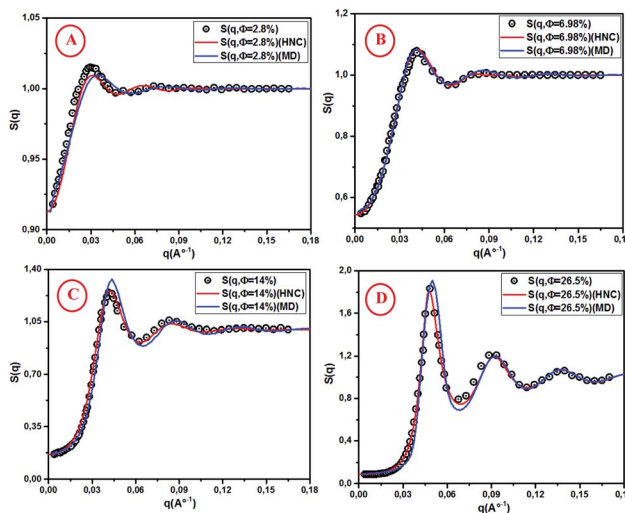 A
S(q,Φ=2.8%)
S(q,Φ=2.8%)(HNC)
S(q,Φ=2.8%)(MD)
1,05
1,00
0,95
0,90
S(q)
0,00 0,03 0,06 0,09 0,12 0,15 0,18
q(A°⁻¹)
B
S(q,Φ=6.98%)
S(q,Φ=6.98%)(HNC)
S(q,Φ=6.98%)(MD)
1,2
1,0
0,8
0,6
S(q)
0,00 0,03 0,06 0,09 0,12 0,15 0,18
q(A°⁻¹)
C
S(q,Φ=14%)
S(q,Φ=14%)(HNC)
S(q,Φ=14%)(MD)
1,40
1,05
0,70
0,35
0,00
S(q)
0,00 0,03 0,06 0,09 0,12 0,15 0,18
q(A°⁻¹)
D
S(q,Φ=26.5%)
S(q,Φ=26.5%)(HNC)
S(q,Φ=26.5%)(MD)
2,0
1,6
1,2
0,8
0,4
0,0
S(q)
0,00 0,03 0,06 0,09 0,12 0,15 0,18
q(A°⁻¹)